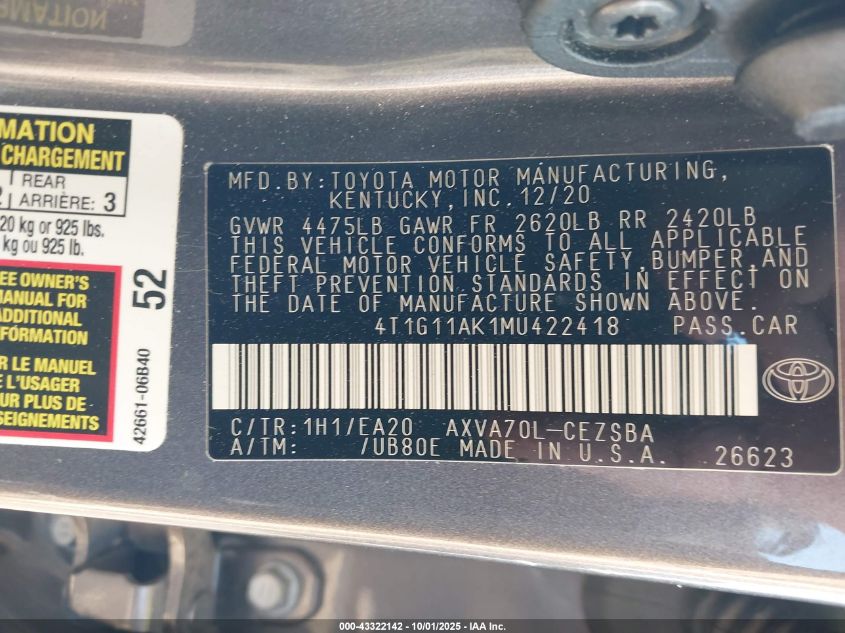 MATION
MATION
CHARGEMENT
REAR
ARRIÈRE: 3
20 kg or 925 lbs.
kg ou 925 lb.
EE OWNER'S
MANUAL FOR
ADDITIONAL
NFORMATION
R LE MANUEL
L'USAGER
UR PLUS DE
SEIGNEMENTS
52
42661-06B40
MFD.BY:TOYOTA MOTOR MANUFACTURING,
KENTUCKY,INC.12/20
GVWR 4475LB GAWR FR 2620LB RR 2420LB
THIS VEHICLE CONFORMS TO ALL APPLICABLE
FEDERAL MOTOR VEHICLE SAFETY,BUMPER,AND
THEFT PREVENTION STANDARDS IN EFFECT ON
THE DATE OF MANUFACTURE SHOWN ABOVE.
4T1G11AK1MU422418 PASS.CAR
C/TR:1H1/EA20 AXVA70L-CEZSBA
A/TM: /UB80E MADE IN U.S.A. 26623
000-43322142 - 10/01/2025 - IAA Inc.